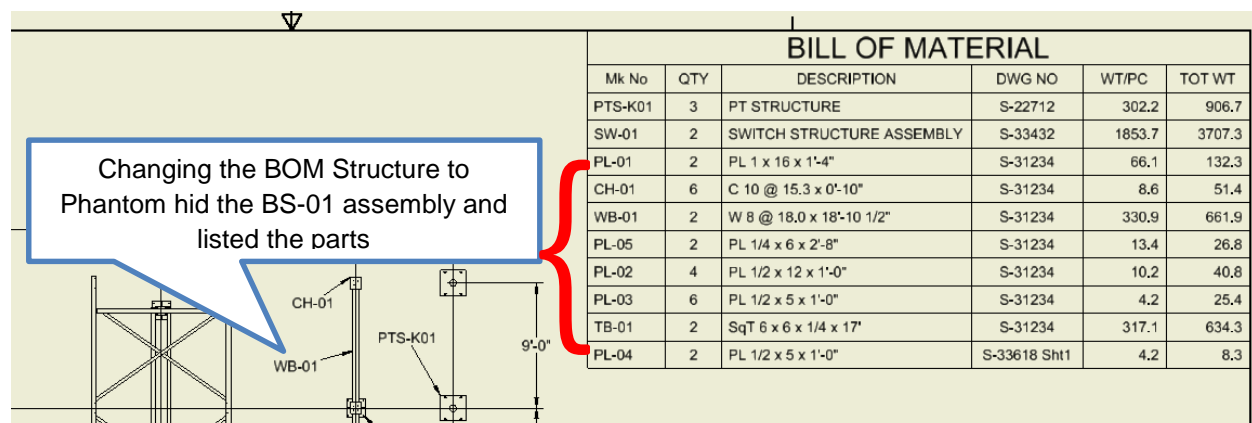 BILL OF MATERIAL
Mk No QTY DESCRIPTION DWG NO WT/PC TOT WT
PTS-K01 3 PT STRUCTURE S-22712 302.2 906.7
SW-01 2 SWITCH STRUCTURE ASSEMBLY S-33432 1853.7 3707.3
PL-01 2 PL 1 x 16 x 1'-4" S-31234 66.1 132.3
CH-01 6 C 10 @ 15.3 x 0'-10" S-31234 8.6 51.4
WB-01 2 W 8 @ 18.0 x 18'-10 1/2" S-31234 330.9 661.9
PL-05 2 PL 1/4 x 6 x 2'-8" S-31234 13.4 26.8
PL-02 4 PL 1/2 x 12 x 1'-0" S-31234 10.2 40.8
PL-03 6 PL 1/2 x 5 x 1'-0" S-31234 4.2 25.4
TB-01 2 SqT 6 x 6 x 1/4 x 17' S-31234 317.1 634.3
PL-04 2 PL 1/2 x 5 x 1'-0" S-33618 Sht1 4.2 8.3
Changing the BOM Structure to
Phantom hid the BS-01 assembly and
listed the parts
CH-01
PTS-K01
9'-0"
WB-01